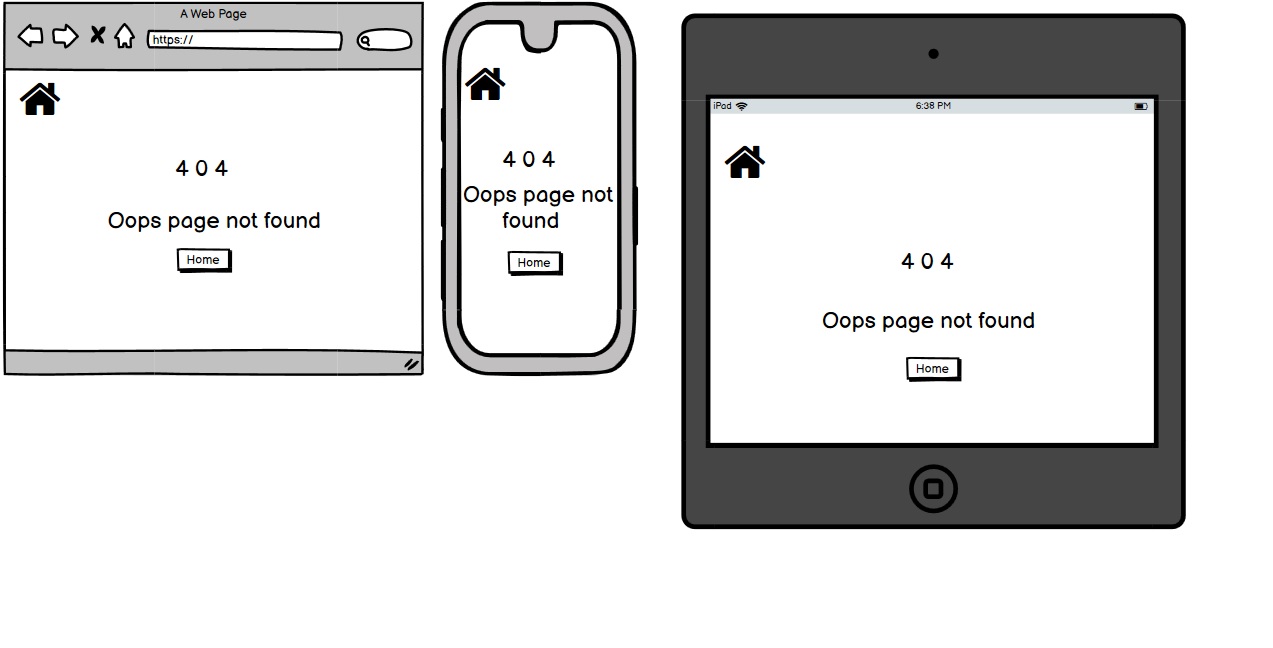 A Web Page
https://
4 0 4
Oops page not found
Home
4 0 4
Oops page not
found
Home
iPad
6:38 PM
4 0 4
Oops page not found
Home